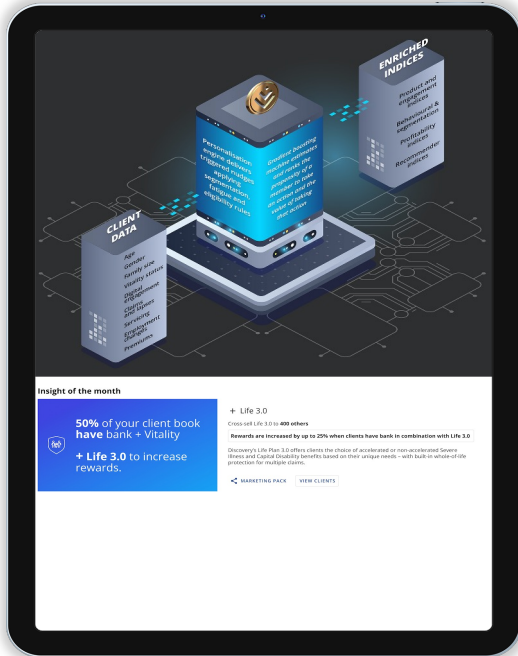 ENRICHED
INDICES
Product and
engagement
indices
Behavioural &
segmentation
Profitability
indices
Recommender
indices
Personalisation
engine delivers
triggered nudges
applying
segmentation,
fatigue and
eligibility rules
Gradient boosting
machine estimates
and ranks the
propensity of a
member to take
an action and the
value of taking
that action
CLIENT
DATA
Age
Gender
Family size
Vitality status
Digital
engagement
Claims
and lapses
Servicing
Employment
changes
Premiums
Insight of the month
50% of your client book
have bank + Vitality
+ Life 3.0 to increase
rewards.
+ Life 3.0
Cross-sell Life 3.0 to 400 others
Rewards are increased by up to 25% when clients have bank in combination with Life 3.0
Discovery's Life Plan 3.0 offers clients the choice of accelerated or non-accelerated Severe
Illness and Capital Disability benefits based on their unique needs – with built-in whole-of-life
protection for multiple claims.
MARKETING PACK
VIEW CLIENTS